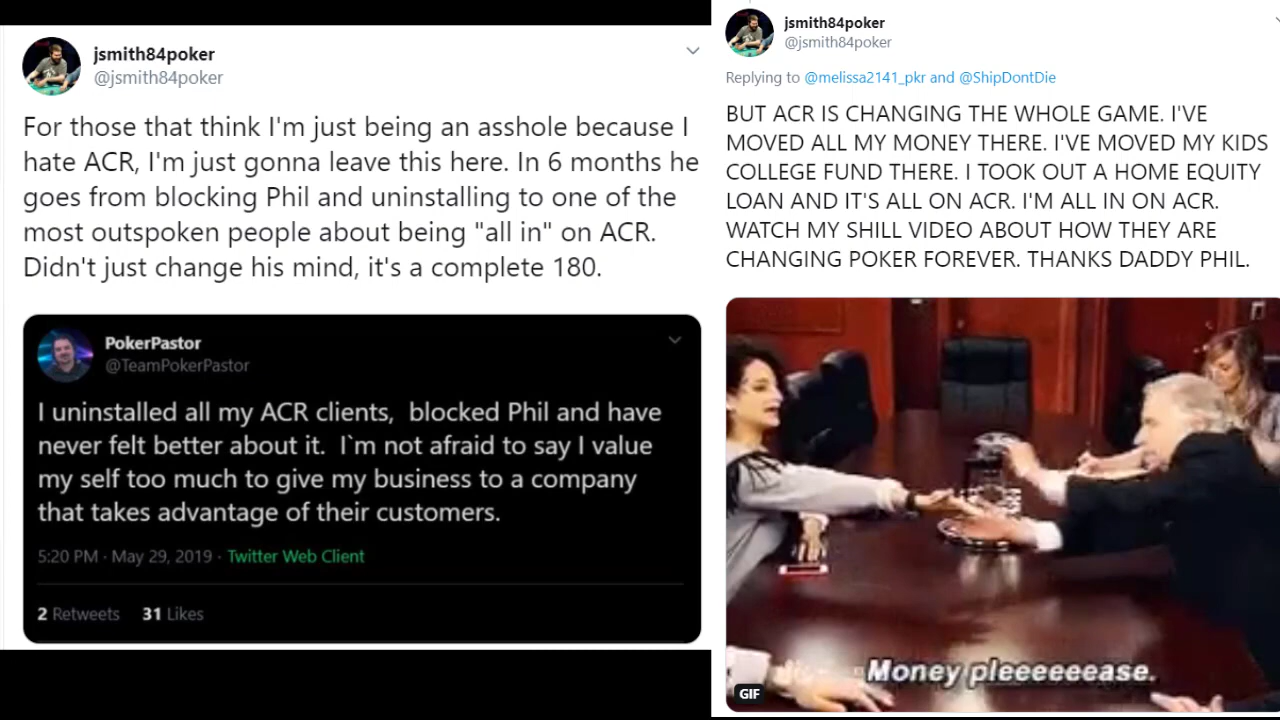 jsmith84poker
@jsmith84poker
For those that think I'm just being an asshole because I
hate ACR, I'm just gonna leave this here. In 6 months he
goes from blocking Phil and uninstalling to one of the
most outspoken people about being "all in" on ACR.
Didn't just change his mind, it's a complete 180.
PokerPastor
@TeamPokerPastor
I uninstalled all my ACR clients,  blocked Phil and have
never felt better about it.  I`m not afraid to say I value
my self too much to give my business to a company
that takes advantage of their customers.
5:20 PM · May 29, 2019 · Twitter Web Client
2 Retweets 31 Likes
jsmith84poker
@jsmith84poker
Replying to @melissa2141_pkr and @ShipDontDie
BUT ACR IS CHANGING THE WHOLE GAME. I'VE
MOVED ALL MY MONEY THERE. I'VE MOVED MY KIDS
COLLEGE FUND THERE. I TOOK OUT A HOME EQUITY
LOAN AND IT'S ALL ON ACR. I'M ALL IN ON ACR.
WATCH MY SHILL VIDEO ABOUT HOW THEY ARE
CHANGING POKER FOREVER. THANKS DADDY PHIL.
Money pleeeeeease.
GIF